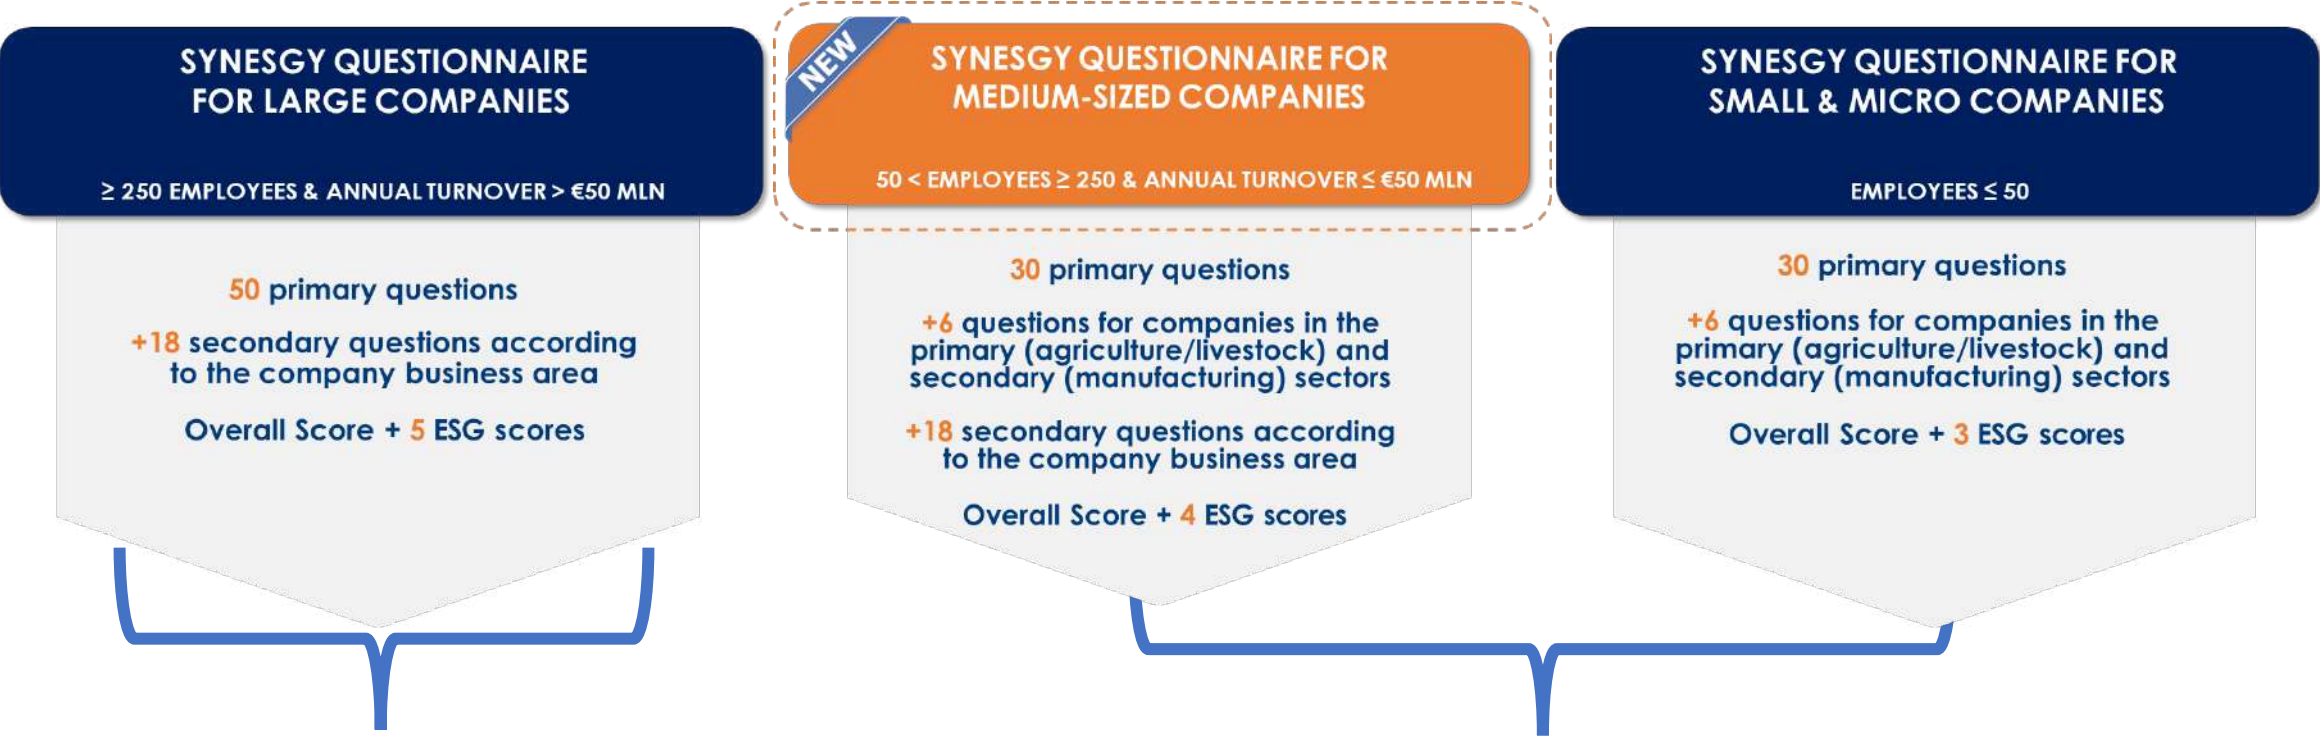 SYNESGY QUESTIONNAIRE
FOR LARGE COMPANIES
≥ 250 EMPLOYEES & ANNUAL TURNOVER > €50 MLN
50 primary questions
+18 secondary questions according
to the company business area
Overall Score + 5 ESG scores
NEW
SYNESGY QUESTIONNAIRE FOR
MEDIUM-SIZED COMPANIES
50 < EMPLOYEES ≥ 250 & ANNUAL TURNOVER ≤ €50 MLN
30 primary questions
+6 questions for companies in the
primary (agriculture/livestock) and
secondary (manufacturing) sectors
+18 secondary questions according
to the company business area
Overall Score + 4 ESG scores
SYNESGY QUESTIONNAIRE FOR
SMALL & MICRO COMPANIES
EMPLOYEES ≤ 50
30 primary questions
+6 questions for companies in the
primary (agriculture/livestock) and
secondary (manufacturing) sectors
Overall Score + 3 ESG scores